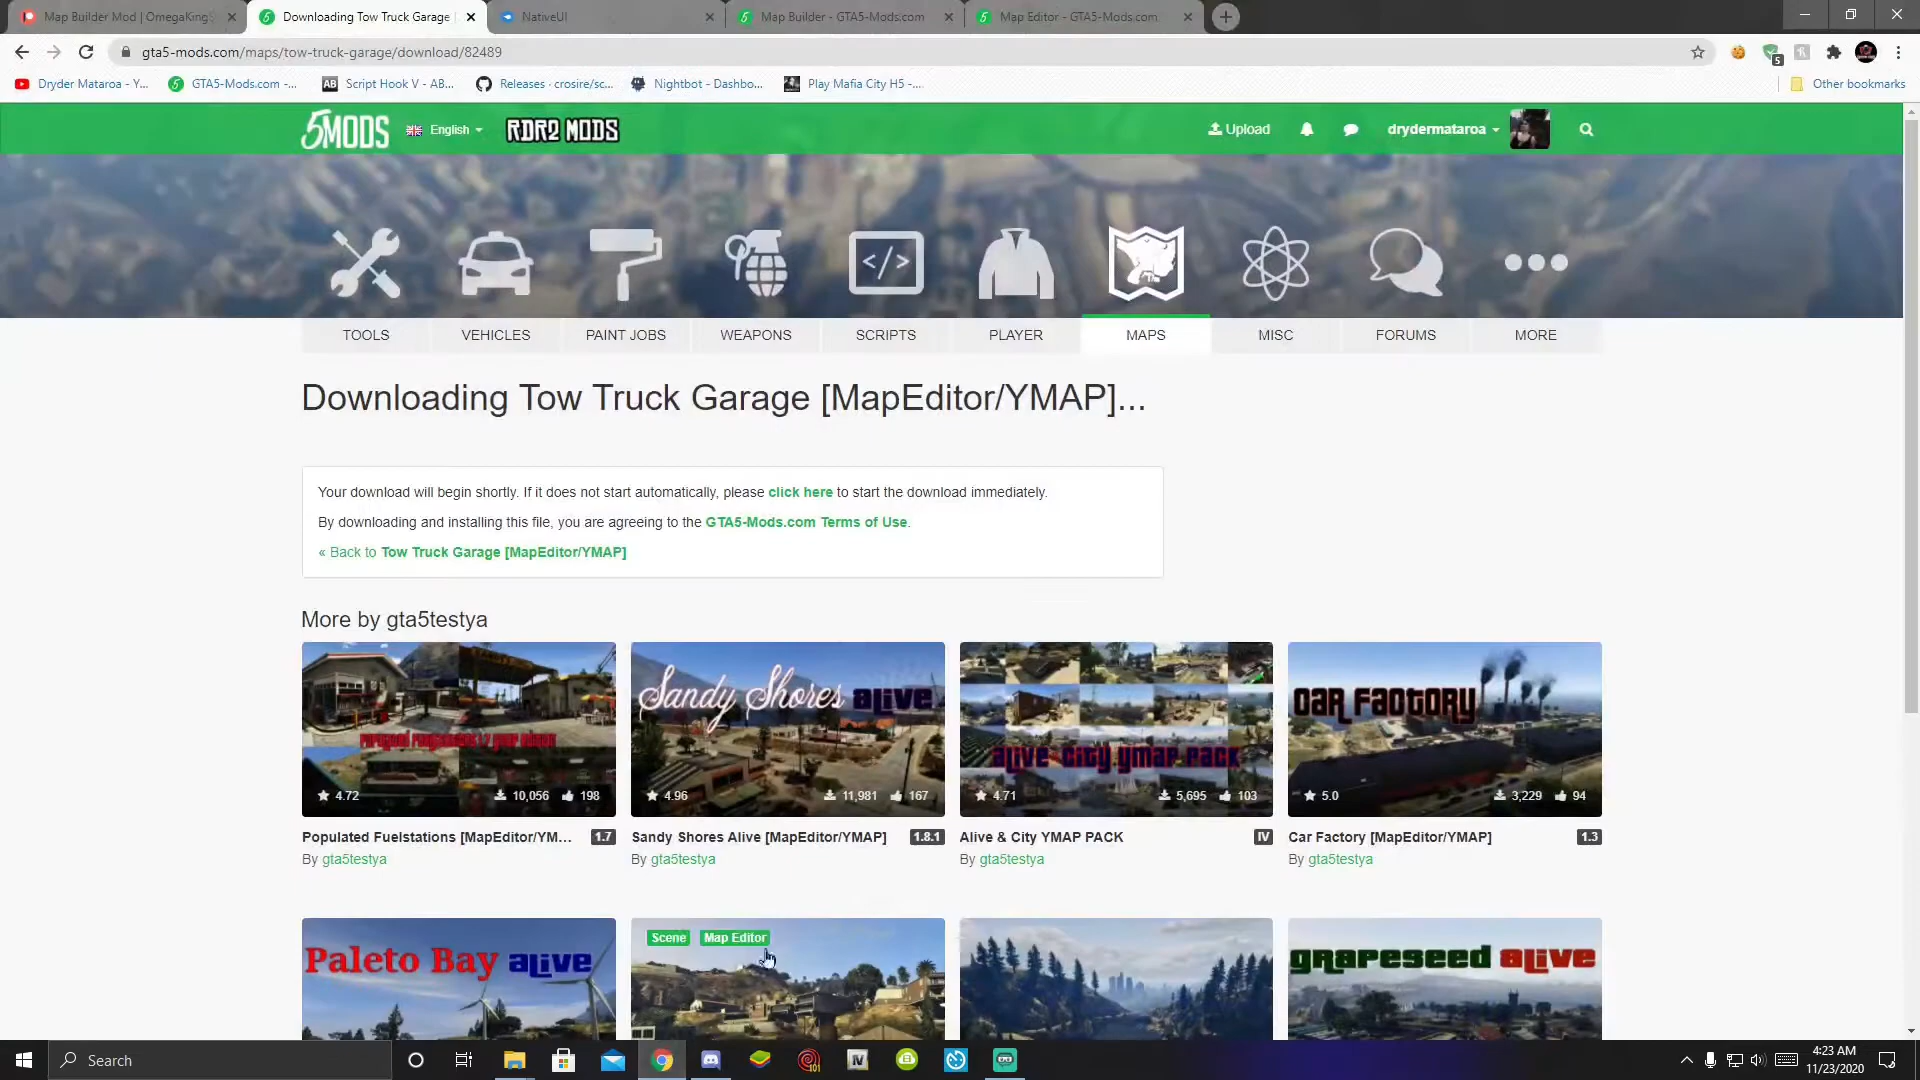 Map Builder Mod | OmegaKing
Downloading Tow Truck Garage
NativeUI
Map Builder - GTA5-Mods.com
Map Editor - GTA5-Mods.com
gta5-mods.com/maps/tow-truck-garage/download/82489
5
Dryder Mataroa - Y...
GTA5-Mods.com -...
AB
Script Hook V - AB...
Releases · crosire/sc...
Nightbot - Dashbo...
Play Mafia City H5 -...
Other bookmarks
5MODS
English
RDR2 MODS
Upload
drydermataroa
TOOLS
VEHICLES
PAINT JOBS
WEAPONS
SCRIPTS
PLAYER
MAPS
MISC
FORUMS
MORE
Downloading Tow Truck Garage [MapEditor/YMAP]...
Your download will begin shortly. If it does not start automatically, please click here to start the download immediately.
By downloading and installing this file, you are agreeing to the GTA5-Mods.com Terms of Use.
« Back to Tow Truck Garage [MapEditor/YMAP]
More by gta5testya
Sandy Shores alive
alive city ymap pack
car factory
4.72
10,056
198
4.96
11,981
167
4.71
5,695
103
5.0
3,229
94
Populated Fuelstations [MapEditor/YM...
1.7
Sandy Shores Alive [MapEditor/YMAP]
1.8.1
Alive & City YMAP PACK
IV
Car Factory [MapEditor/YMAP]
1.3
By gta5testya
By gta5testya
By gta5testya
By gta5testya
Paleto Bay alive
Scene
Map Editor
grapeseed alive
Search
4:23 AM
11/23/2020